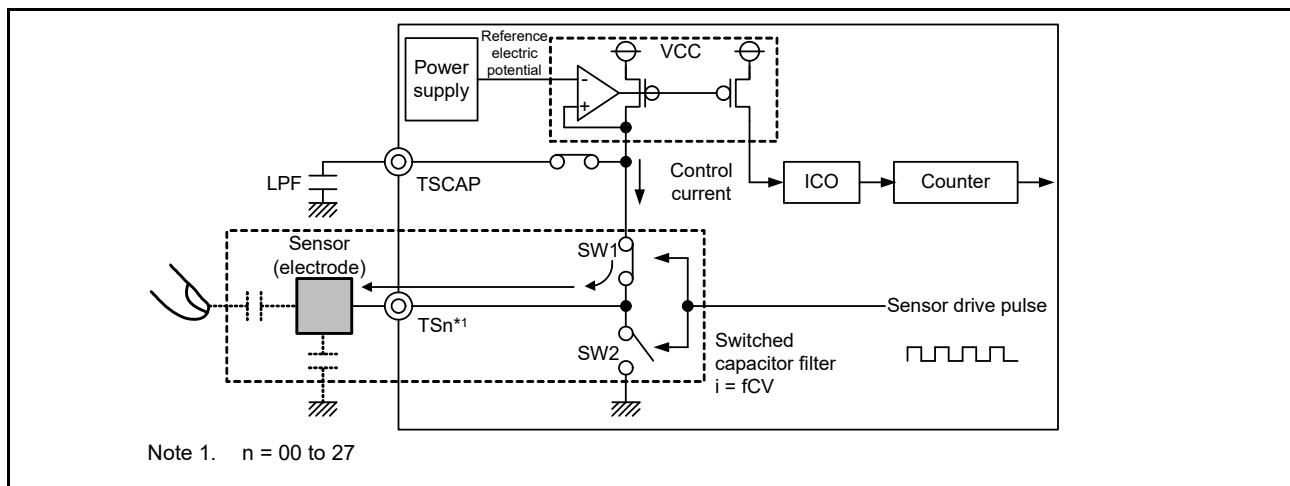 Reference
electric
potential
Power
supply
VCC
-
+
LPF
TSCAP
Control
current
ICO
Counter
Sensor
(electrode)
SW1
TSn*1
Sensor drive pulse
SW2
Switched
capacitor filter
i = fCV
Note 1. n = 00 to 27